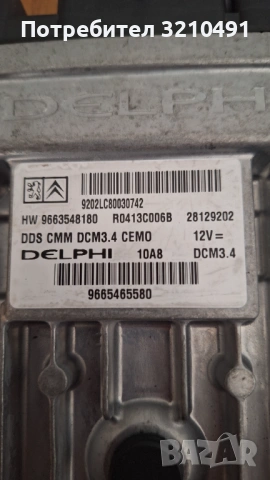 Потребител 3210491
DELPHI
9202LC80030742
HW 9663548180 R0413C006B 28129202
DDS CMM DCM3.4 CEMO 12V=
DELPHI 10A8 DCM3.4
9665465580
BAZAR